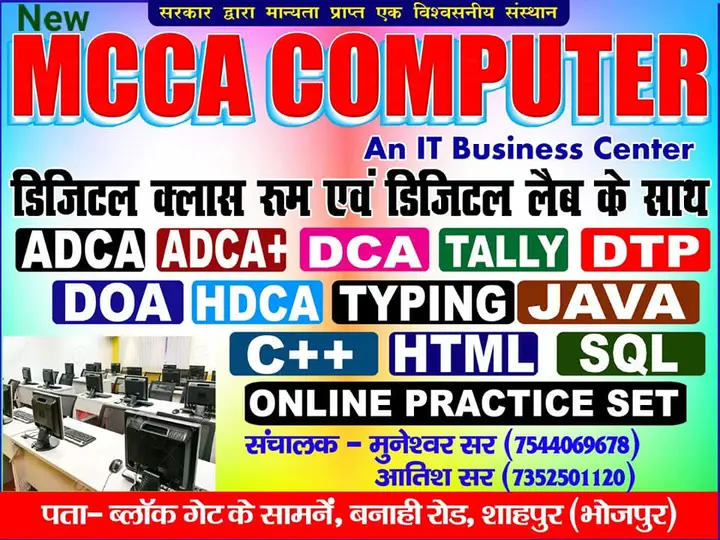 सरकार द्वारा मान्यता प्राप्त एक विश्वसनीय संस्थान
New
MCCA COMPUTER
An IT Business Center
डिजिटल क्लास रूम एवं डिजिटल लैब के साथ
ADCA ADCA+ DCA TALLY DTP
DOA HDCA TYPING JAVA
C++ HTML SQL
ONLINE PRACTICE SET
संचालक - मुनेश्वर सर (7544069678)
आतिश सर (7352501120)
पता- ब्लॉक गेट के सामनें, बनाही रोड, शाहपुर (भोजपुर)